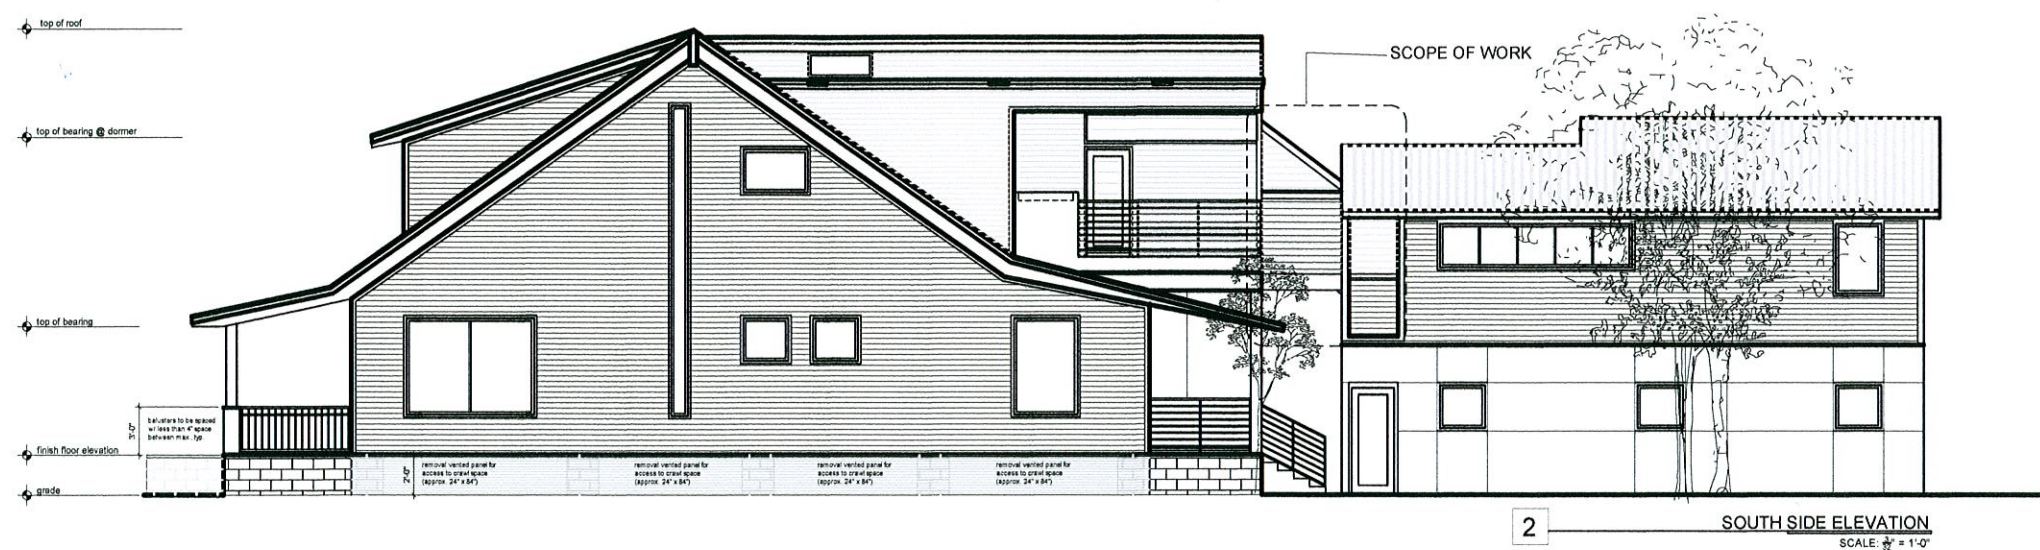 top of roof
SCOPE OF WORK
top of bearing @ dormer
top of bearing
3'-0"
balusters to be spaced
w/ less than 4" space
between max. typ.
finish floor elevation
2'-0"
removal vented panel for
access to crawl space
(approx. 24" x 84")
removal vented panel for
access to crawl space
(approx. 24" x 84")
removal vented panel for
access to crawl space
(approx. 24" x 84")
removal vented panel for
access to crawl space
(approx. 24" x 84")
grade
2
SOUTH SIDE ELEVATION
SCALE: = 1'-0"